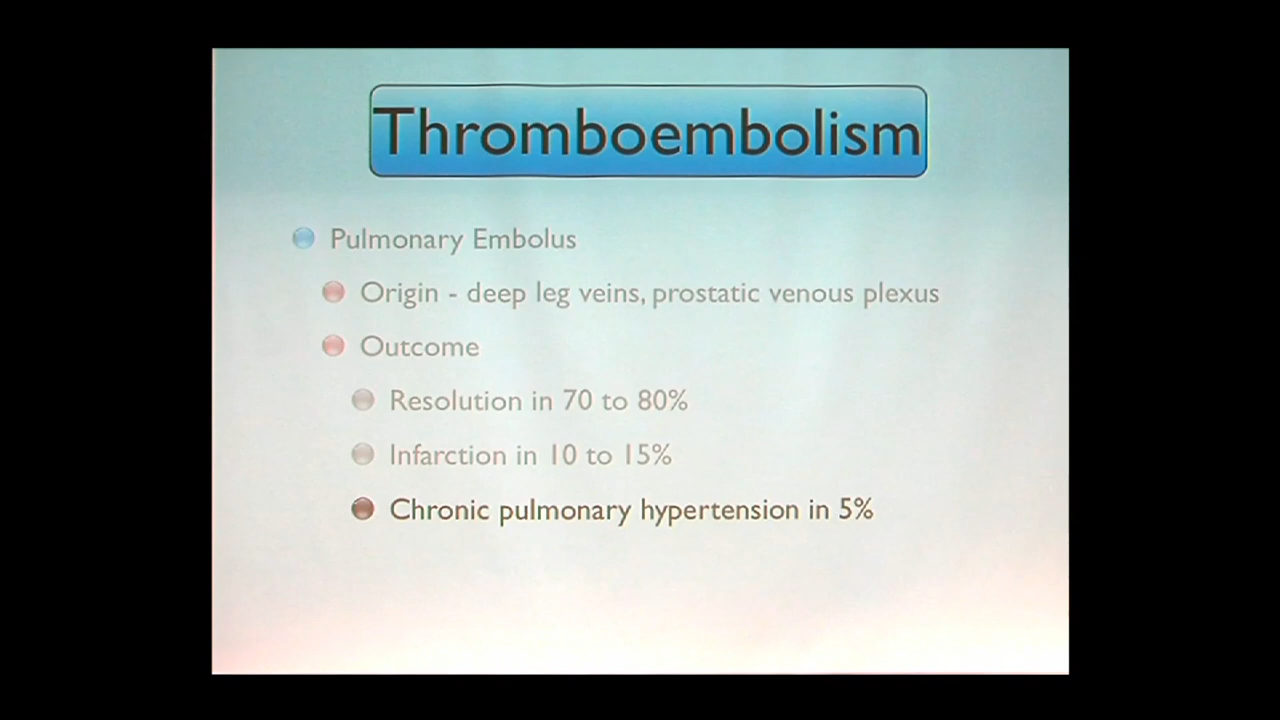 Thromboembolism
Pulmonary Embolus
Origin - deep leg veins, prostatic venous plexus
Outcome
Resolution in 70 to 80%
Infarction in 10 to 15%
Chronic pulmonary hypertension in 5%